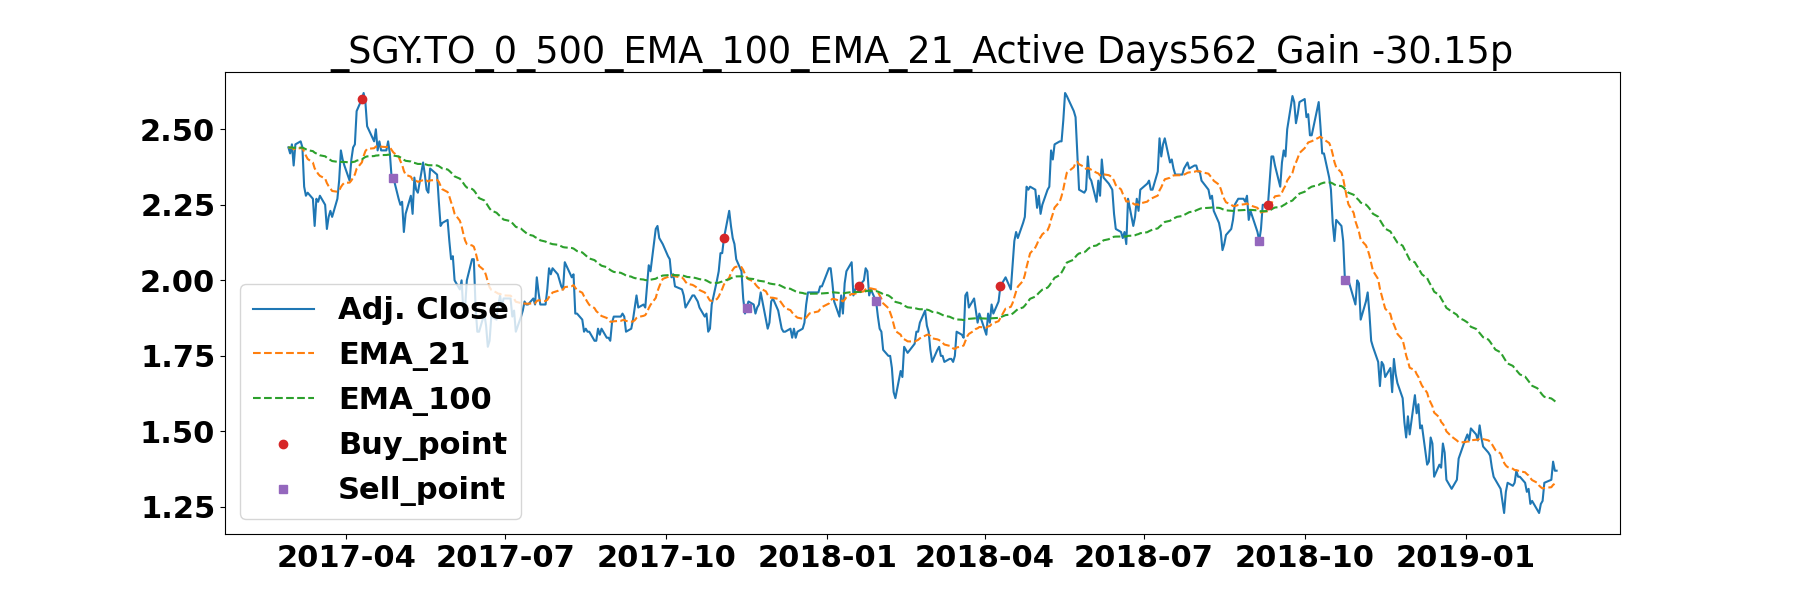 _SGY.TO_0_500_EMA_100_EMA_21_Active Days562_Gain -30.15p
2.50
2.25
2.00
1.75
1.50
1.25
Adj. Close
EMA_21
EMA_100
Buy_point
Sell_point
2017-04 2017-07 2017-10 2018-01 2018-04 2018-07 2018-10 2019-01